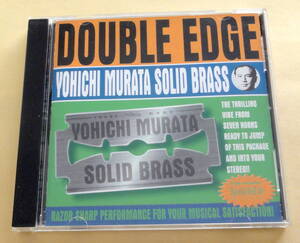 DOUBLE EDGE
YOHICHI MURATA SOLID BRASS
THE THRILLING
VIBE FROM
SEVEN HORNS
READY TO JUMP
OF THIS PACKAGE
AND INTO YOUR
STEREO!!
YOHICHI MURATA
SOLID BRASS
RAZOR SHARP PERFORMANCE FOR YOUR MUSICAL SATISFACTION!